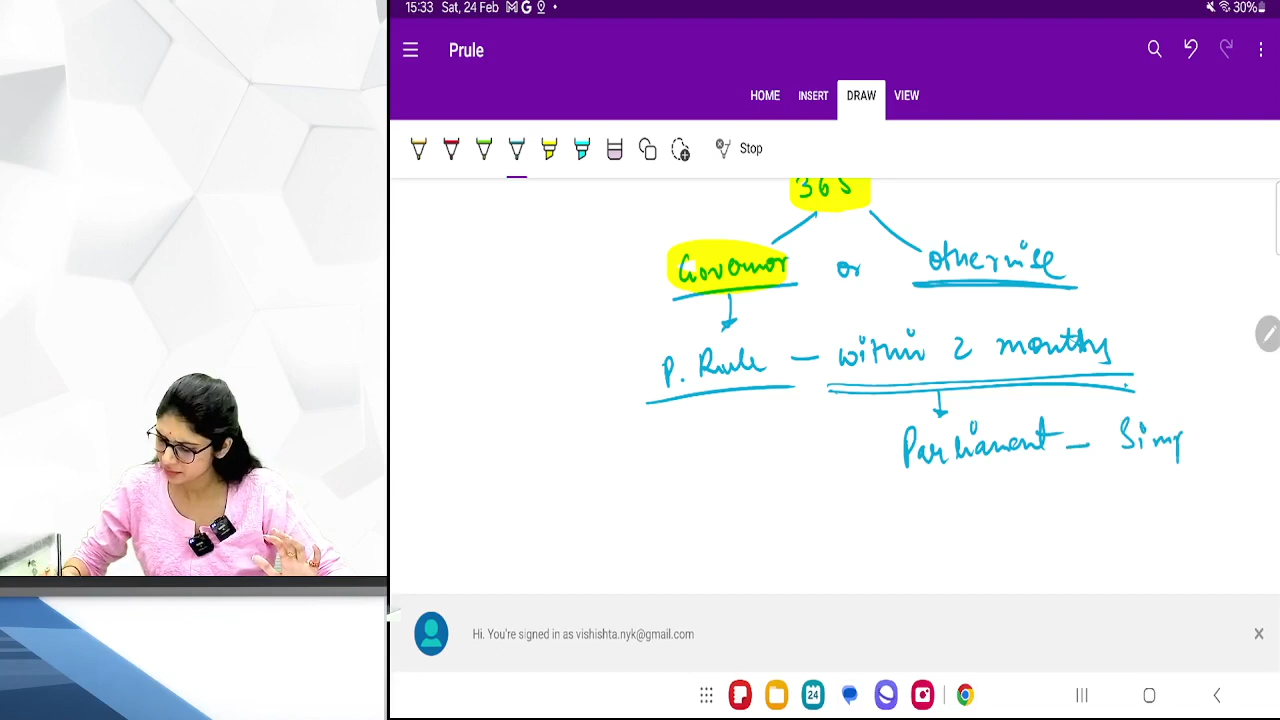 15:33 Sat, 24 Feb 30%
Prule
HOME INSERT DRAW VIEW
Stop
365
Governor or otherwise
P. Rule – within 2 months
Parliament – Simp
Hi. You're signed in as vishishta.nyk@gmail.com
24